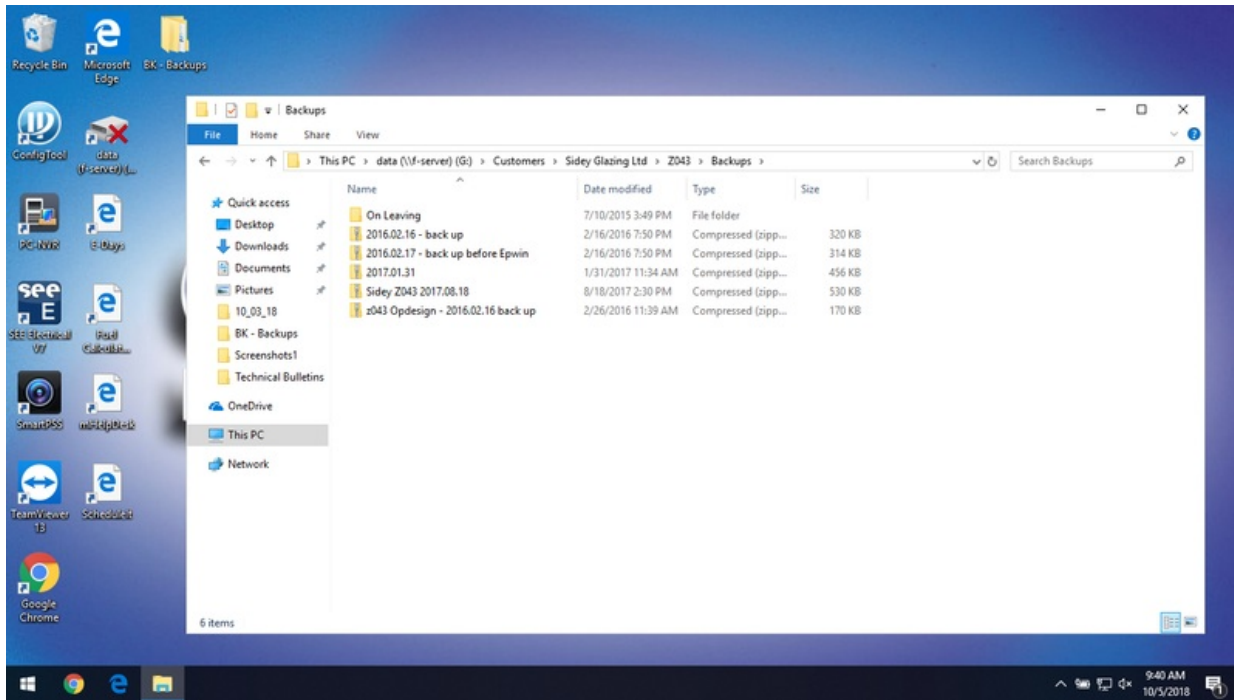 Recycle Bin
Microsoft Edge
BK - Backups
ConfigTool
data (\\f-server) (...
PC-NVR
E-Days
see E
SEE Electrical V7
Fuel Calculat...
SmartPSS
mHelpDesk
TeamViewer 13
ScheduleIt
Google Chrome
Backups
File Home Share View
This PC > data (\\f-server) (G:) > Customers > Sidey Glazing Ltd > Z043 > Backups >
Search Backups
Quick access
Desktop
Downloads
Documents
Pictures
10_03_18
BK - Backups
Screenshots1
Technical Bulletins
OneDrive
This PC
Network
Name Date modified Type Size
On Leaving 7/10/2015 3:49 PM File folder
2016.02.16 - back up 2/16/2016 7:50 PM Compressed (zipp... 320 KB
2016.02.17 - back up before Epwin 2/16/2016 7:50 PM Compressed (zipp... 314 KB
2017.01.31 1/31/2017 11:34 AM Compressed (zipp... 456 KB
Sidey Z043 2017.08.18 8/18/2017 2:30 PM Compressed (zipp... 530 KB
z043 Opdesign - 2016.02.16 back up 2/26/2016 11:39 AM Compressed (zipp... 170 KB
6 items
9:40 AM
10/5/2018